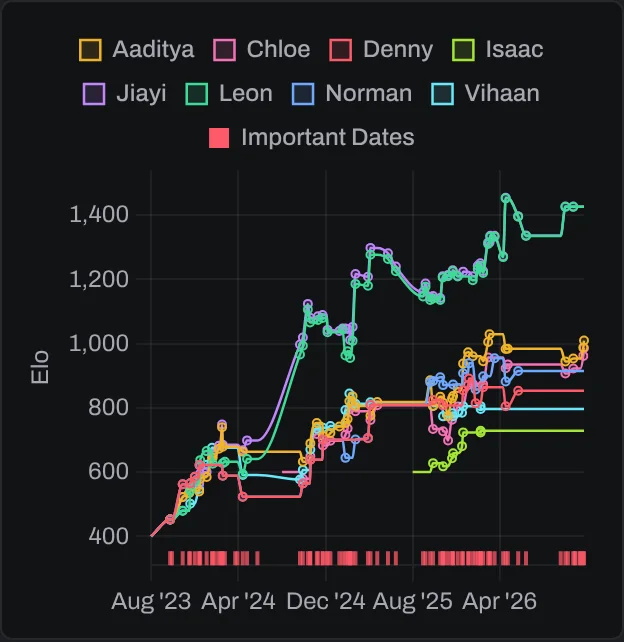 Aaditya Chloe Denny Isaac
Jiayi Leon Norman Vihaan
Important Dates
1,400
1,200
1,000
800
600
400
Elo
Aug '23 Apr '24 Dec '24 Aug '25 Apr '26